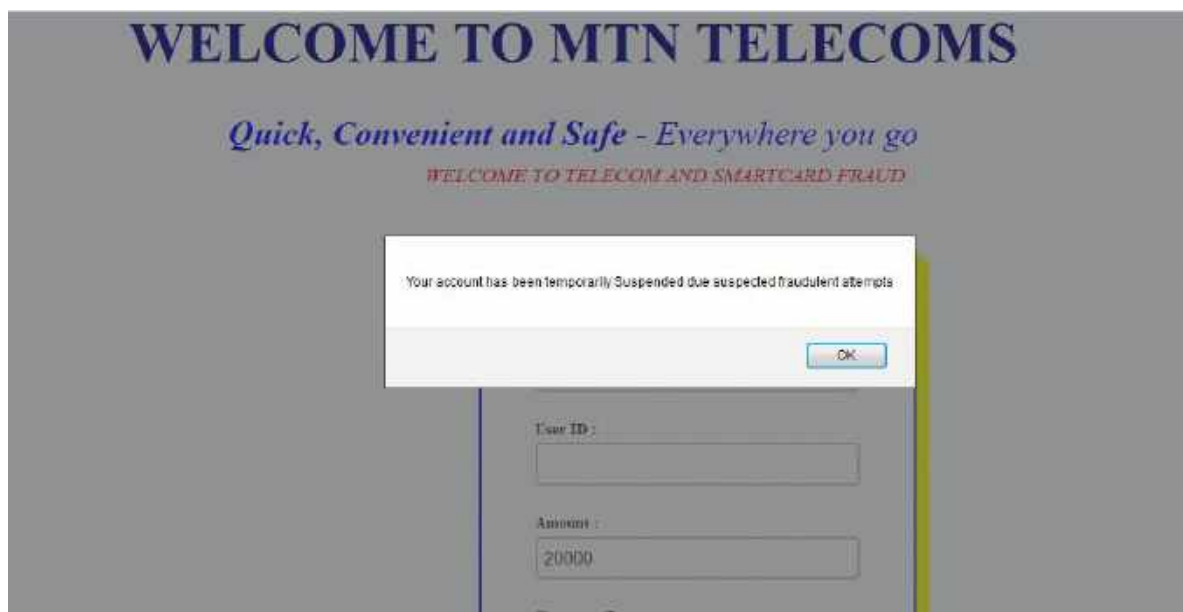 WELCOME TO MTN TELECOMS
Quick, Convenient and Safe - Everywhere you go
WELCOME TO TELECOM AND SMARTCARD FRAUD
Your account has been temporarily Suspended due suspected fraudulent attempts
OK
User ID :
Amount :
20000